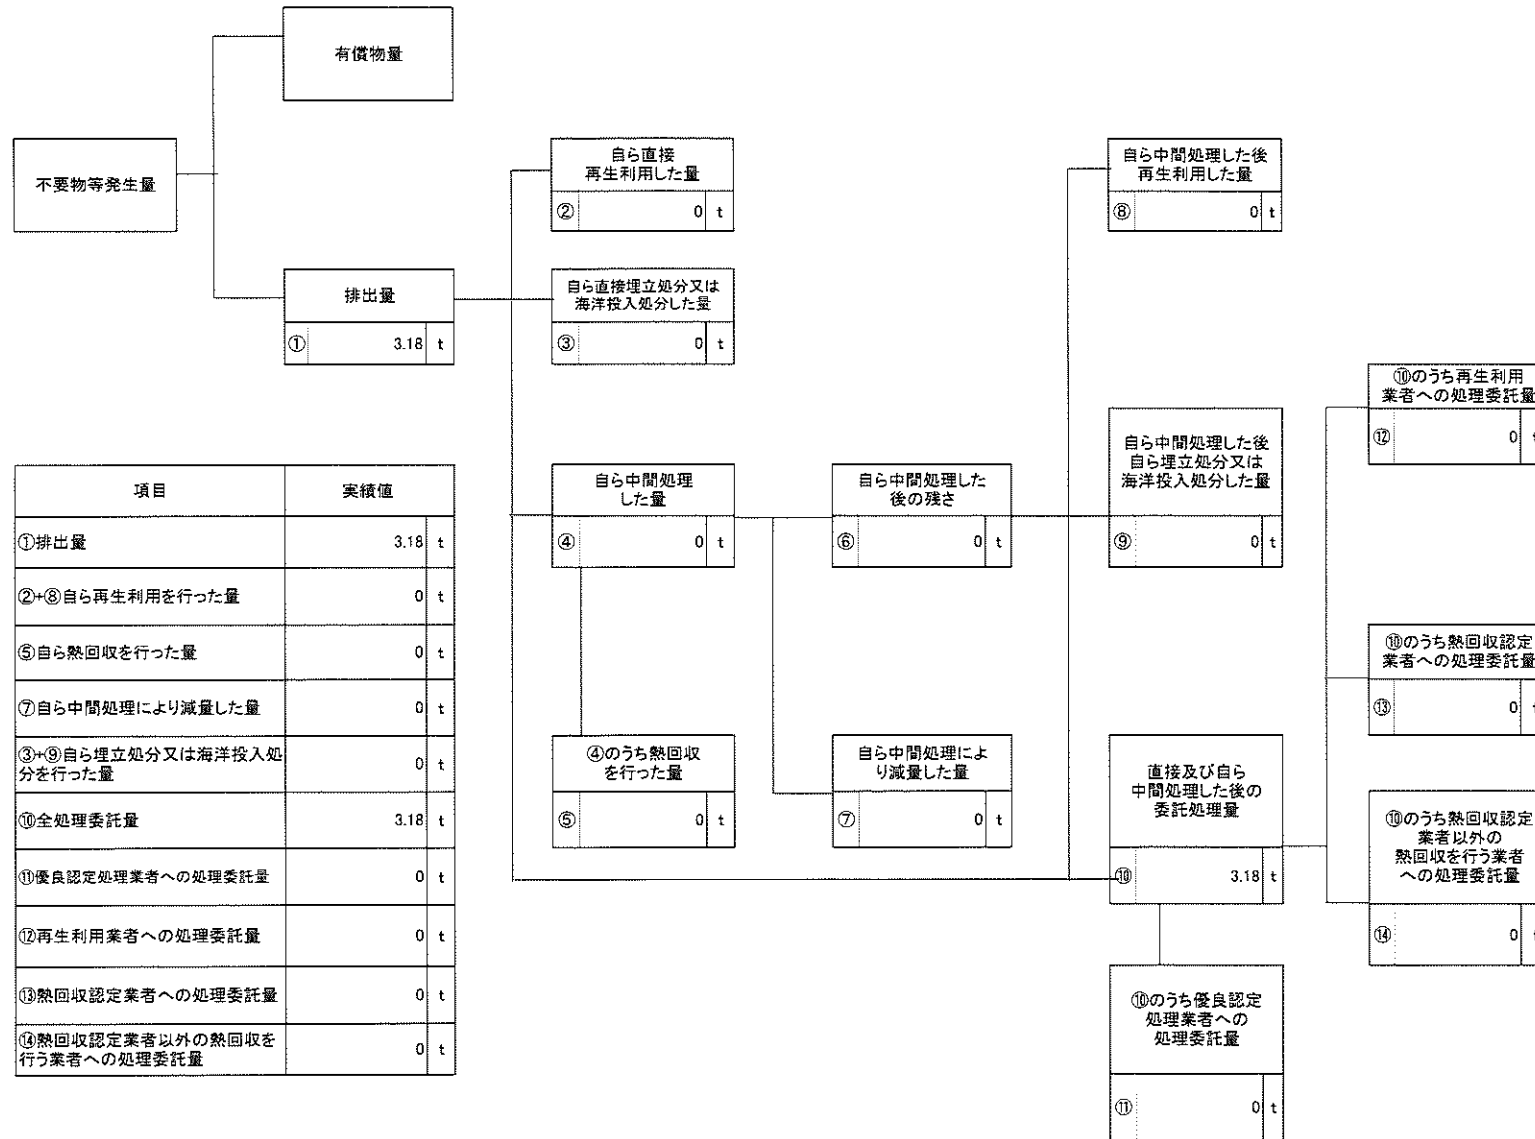 有償物量
不要物等発生量
排出量
① 3.18 t
自ら直接
再生利用した量
② 0 t
自ら直接埋立処分又は
海洋投入処分した量
③ 0 t
自ら中間処理
した量
④ 0 t
④のうち熱回収
を行った量
⑤ 0 t
自ら中間処理した
後の残さ
⑥ 0 t
自ら中間処理によ
り減量した量
⑦ 0 t
自ら中間処理した後
再生利用した量
⑧ 0 t
自ら中間処理した後
自ら埋立処分又は
海洋投入処分した量
⑨ 0 t
直接及び自ら
中間処理した後の
委託処理量
⑩ 3.18 t
⑩のうち優良認定
処理業者への
処理委託量
⑪ 0 t
⑩のうち再生利用
業者への処理委託量
⑫ 0
⑩のうち熱回収認定
業者への処理委託量
⑬ 0
⑩のうち熱回収認定
業者以外の
熱回収を行う業者
への処理委託量
⑭ 0
項目 実績値
①排出量 3.18 t
②+⑧自ら再生利用を行った量 0 t
⑤自ら熱回収を行った量 0 t
⑦自ら中間処理により減量した量 0 t
③+⑨自ら埋立処分又は海洋投入処
分を行った量 0 t
⑩全処理委託量 3.18 t
⑪優良認定処理業者への処理委託量 0 t
⑫再生利用業者への処理委託量 0 t
⑬熱回収認定業者への処理委託量 0 t
⑭熱回収認定業者以外の熱回収を
行う業者への処理委託量 0 t